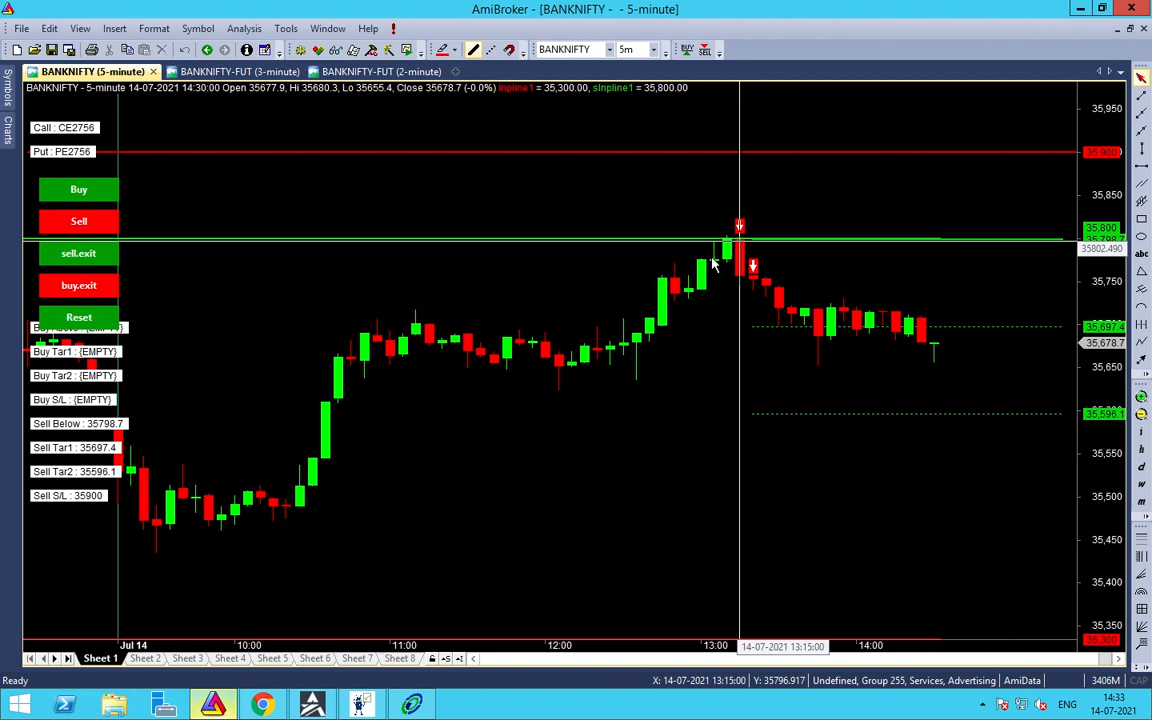 AmiBroker - [BANKNIFTY - - 5-minute]
File Edit View Insert Format Symbol Analysis Tools Window Help
BANKNIFTY 5m
BANKNIFTY (5-minute) BANKNIFTY-FUT (3-minute) BANKNIFTY-FUT (2-minute)
Symbols
Charts
BANKNIFTY - 5-minute 14-07-2021 14:30:00 Open 35677.9, Hi 35680.3, Lo 35655.4, Close 35678.7 (-0.0%) Inpline1 = 35,300.00, sInpline1 = 35,800.00
Call : CE2756
Put : PE2756
Buy
Sell
sell.exit
buy.exit
Reset
Buy Tar1 : {EMPTY}
Buy Tar2 : {EMPTY}
Buy S/L : {EMPTY}
Sell Below : 35798.7
Sell Tar1 : 35697.4
Sell Tar2 : 35596.1
Sell S/L : 35900
35,950
35,900
35,850
35,800
35802.490
35,750
35,697.4
35,678.7
35,650
35,596.1
35,550
35,500
35,450
35,400
35,350
35,300
Jul 14 10:00 11:00 12:00 13:00 14:00
14-07-2021 13:15:00
Sheet 1 Sheet 2 Sheet 3 Sheet 4 Sheet 5 Sheet 6 Sheet 7 Sheet 8
Ready
X: 14-07-2021 13:15:00 Y: 35796.917 Undefined, Group 255, Services, Advertising AmiData 3406M CAP
ENG
14:33
14-07-2021
abc